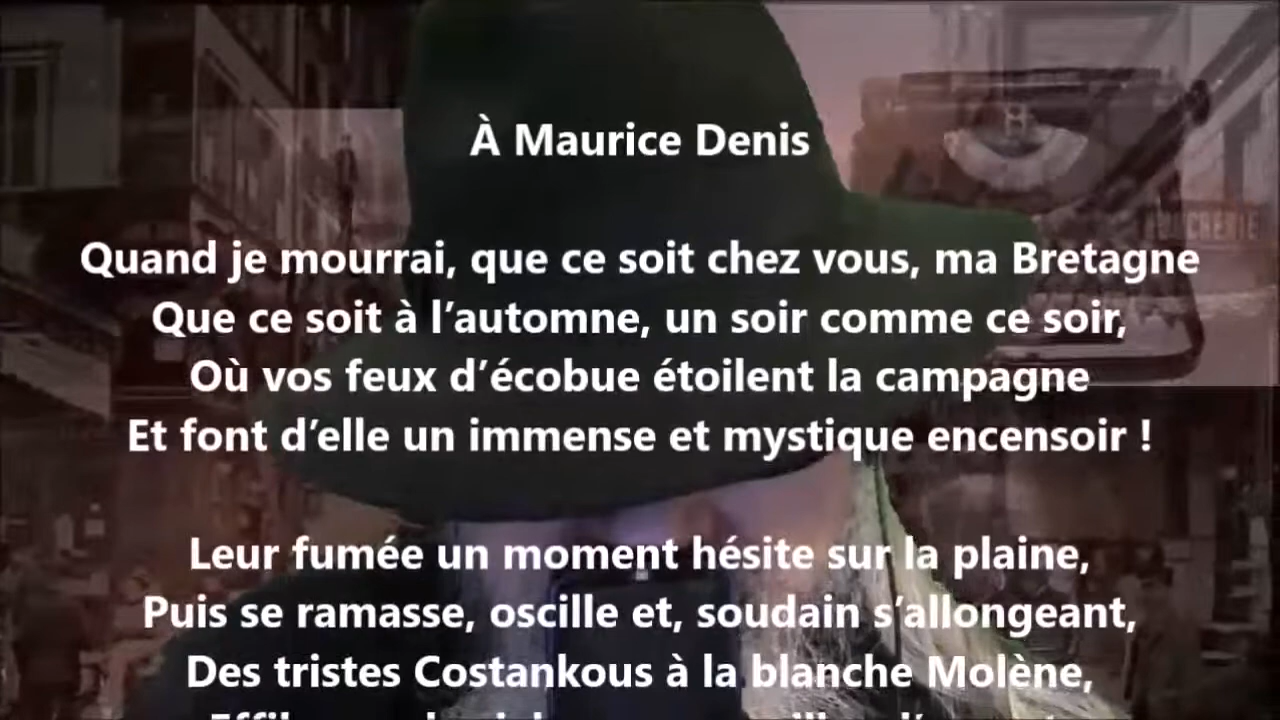 À Maurice Denis
Quand je mourrai, que ce soit chez vous, ma Bretagne
Que ce soit à l’automne, un soir comme ce soir,
Où vos feux d’écobue étoilent la campagne
Et font d’elle un immense et mystique encensoir !
Leur fumée un moment hésite sur la plaine,
Puis se ramasse, oscille et, soudain s’allongeant,
Des tristes Costankous à la blanche Molène,